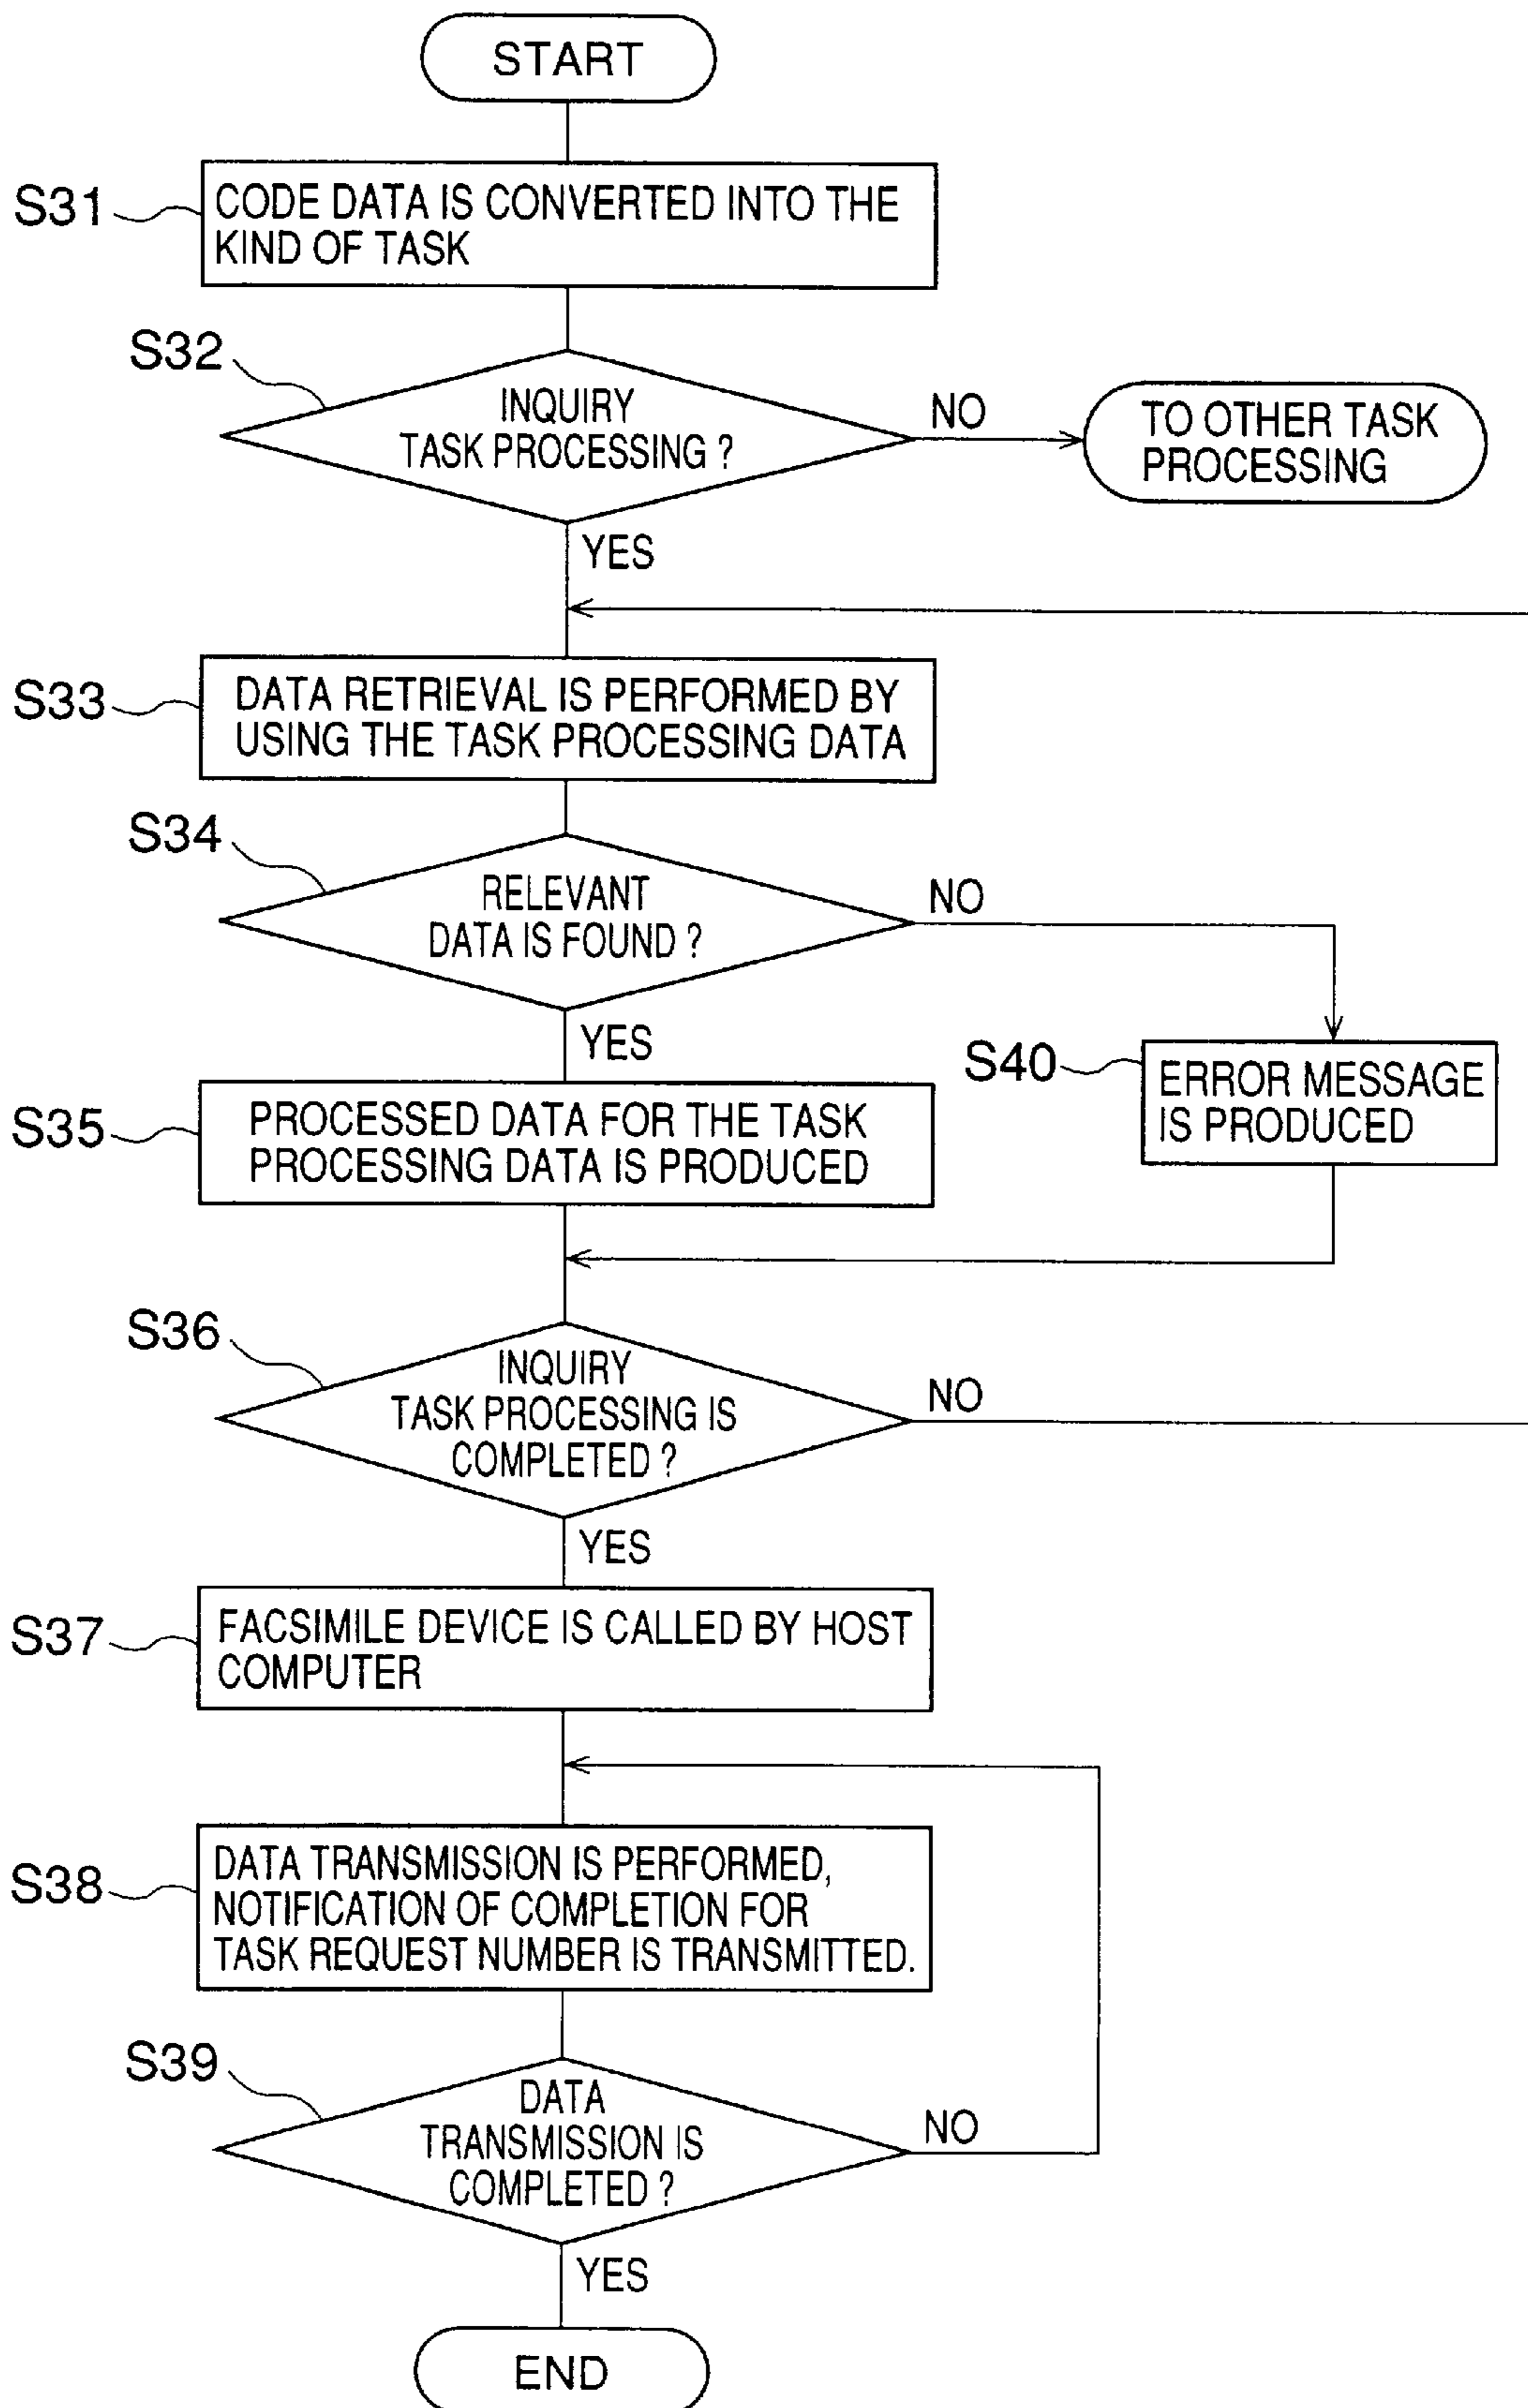 START
S31
CODE DATA IS CONVERTED INTO THE
KIND OF TASK
S32
INQUIRY
TASK PROCESSING ?
NO
TO OTHER TASK
PROCESSING
YES
S33
DATA RETRIEVAL IS PERFORMED BY
USING THE TASK PROCESSING DATA
S34
RELEVANT
DATA IS FOUND ?
NO
YES
S40
ERROR MESSAGE
IS PRODUCED
S35
PROCESSED DATA FOR THE TASK
PROCESSING DATA IS PRODUCED
S36
INQUIRY
TASK PROCESSING IS
COMPLETED ?
NO
YES
S37
FACSIMILE DEVICE IS CALLED BY HOST
COMPUTER
S38
DATA TRANSMISSION IS PERFORMED,
NOTIFICATION OF COMPLETION FOR
TASK REQUEST NUMBER IS TRANSMITTED.
S39
DATA
TRANSMISSION IS
COMPLETED ?
NO
YES
END